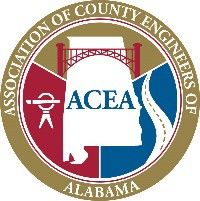 ASSOCIATION OF COUNTY ENGINEERS OF
ACEA
ALABAMA